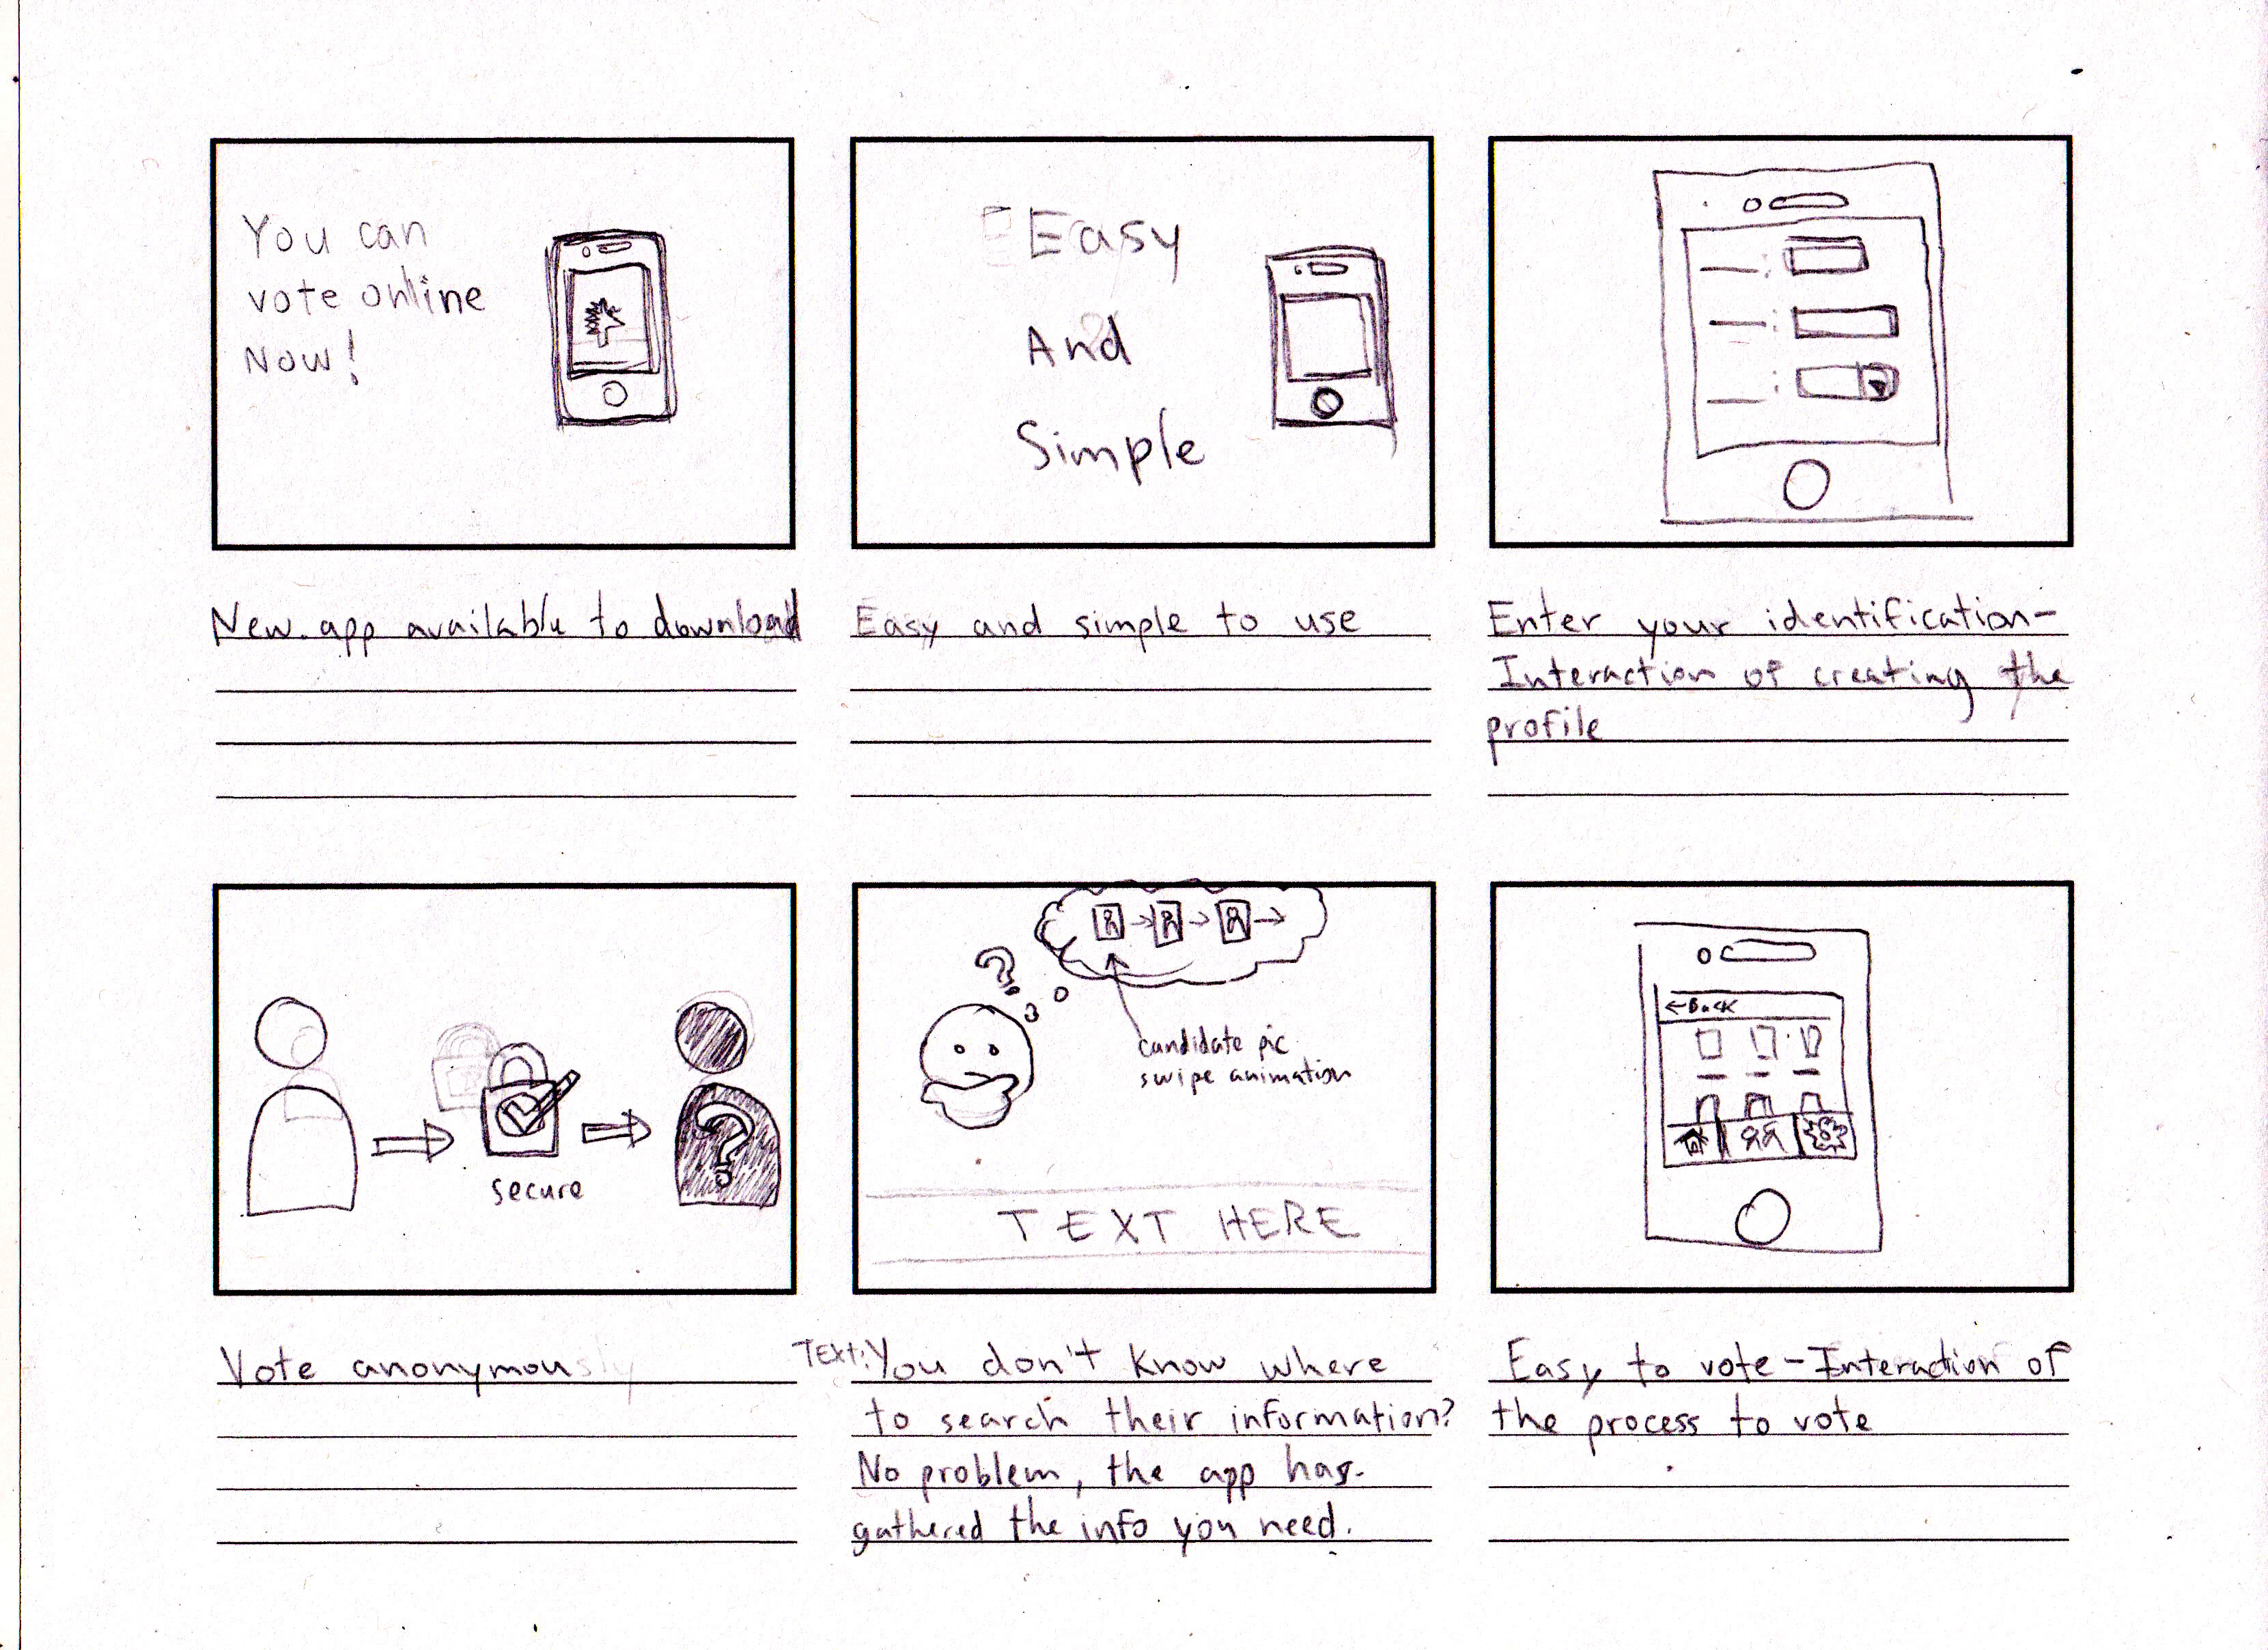 You can
vote online
Now!
Easy
And
Simple
New app available to download
Easy and simple to use
Enter your identification-
Interaction of creating the
profile
secure
candidate pic
swipe animation
TEXT HERE
←Back
Vote anonymously
TEXT: You don't know where
to search their information?
No problem, the app has
gathered the info you need.
Easy to vote - Interaction of
the process to vote